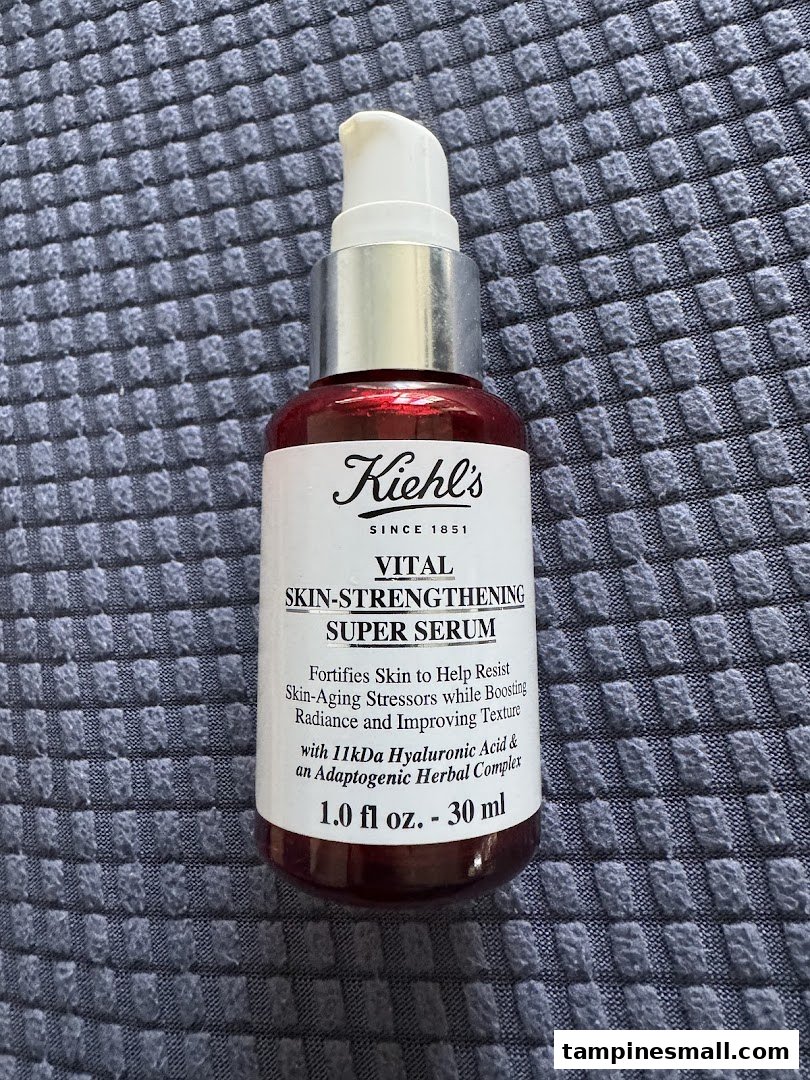 Kiehl's
SINCE 1851
VITAL
SKIN-STRENGTHENING
SUPER SERUM
Fortifies Skin to Help Resist
Skin-Aging Stressors while Boosting
Radiance and Improving Texture
with 11kDa Hyaluronic Acid &
an Adaptogenic Herbal Complex
1.0 fl oz. - 30 ml
tampinesmall.com